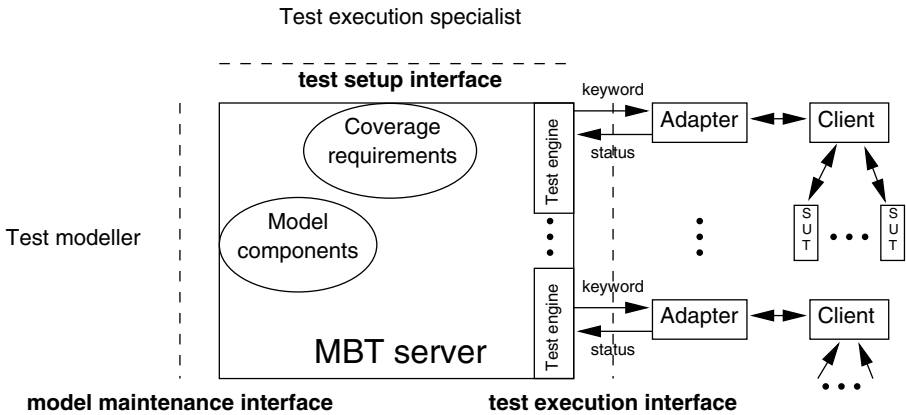 Test execution specialist
test setup interface
keyword
Adapter
Client
Coverage
requirements
Test engine
status
Model
components
Test modeller
S
U
T
S
U
T
keyword
Adapter
Client
Test engine
status
MBT server
model maintenance interface
test execution interface